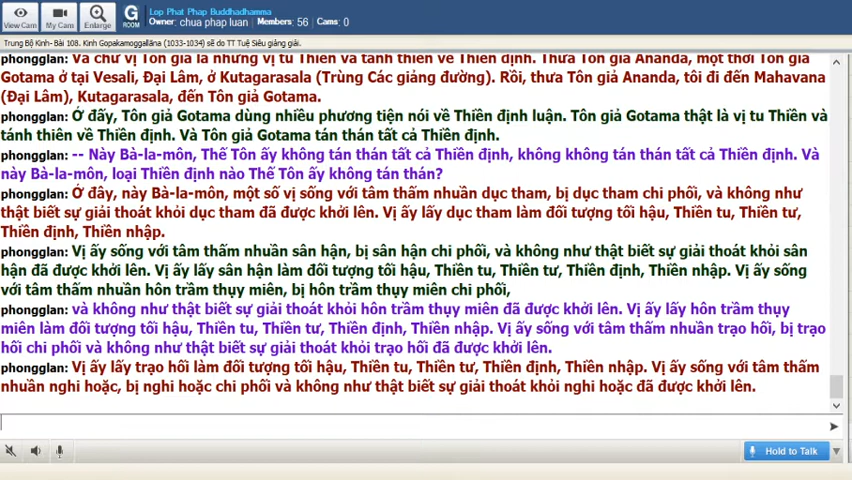 View Cam
My Cam
Enlarge
G
ROOM
Lop Phat Phap Buddhadhamma
Owner: chua phap luan Members: 56 Cams: 0
Trung Bộ Kinh- Bài 108. Kinh Gopakamoggallàna (1033-1034) sẽ do TT Tuệ Siêu giảng giải.
phongglan: Và chư vị Tôn giả là những vị tu Thiền và tánh thiên về Thiền định. Thưa Tôn giả Ananda, một thời Tôn giả
Gotama ở tại Vesali, Đại Lâm, ở Kutagarasala (Trùng Các giảng đường). Rồi, thưa Tôn giả Ananda, tôi đi đến Mahavana
(Đại Lâm), Kutagarasala, đến Tôn giả Gotama.
phongglan: Ở đấy, Tôn giả Gotama dùng nhiều phương tiện nói về Thiền định luận. Tôn giả Gotama thật là vị tu Thiền và
tánh thiên về Thiền định. Và Tôn giả Gotama tán thán tất cả Thiền định.
phongglan: -- Này Bà-la-môn, Thế Tôn ấy không tán thán tất cả Thiền định, không không tán thán tất cả Thiền định. Và
này Bà-la-môn, loại Thiền định nào Thế Tôn ấy không tán thán?
phongglan: Ở đây, này Bà-la-môn, một số vị sống với tâm thấm nhuần dục tham, bị dục tham chi phối, và không như
thật biết sự giải thoát khỏi dục tham đã được khởi lên. Vị ấy lấy dục tham làm đối tượng tối hậu, Thiền tu, Thiền tư,
Thiền định, Thiền nhập.
phongglan: Vị ấy sống với tâm thấm nhuần sân hận, bị sân hận chi phối, và không như thật biết sự giải thoát khỏi sân
hận đã được khởi lên. Vị ấy lấy sân hận làm đối tượng tối hậu, Thiền tu, Thiền tư, Thiền định, Thiền nhập. Vị ấy sống
với tâm thấm nhuần hôn trầm thụy miên, bị hôn trầm thụy miên chi phối,
phongglan: và không như thật biết sự giải thoát khỏi hôn trầm thụy miên đã được khởi lên. Vị ấy lấy hôn trầm thụy
miên làm đối tượng tối hậu, Thiền tu, Thiền tư, Thiền định, Thiền nhập. Vị ấy sống với tâm thấm nhuần trạo hối, bị trạo
hối chi phối và không như thật biết sự giải thoát khỏi trạo hối đã được khởi lên.
phongglan: Vị ấy lấy trạo hối làm đối tượng tối hậu, Thiền tu, Thiền tư, Thiền định, Thiền nhập. Vị ấy sống với tâm thấm
nhuần nghi hoặc, bị nghi hoặc chi phối và không như thật biết sự giải thoát khỏi nghi hoặc đã được khởi lên.
Hold to Talk